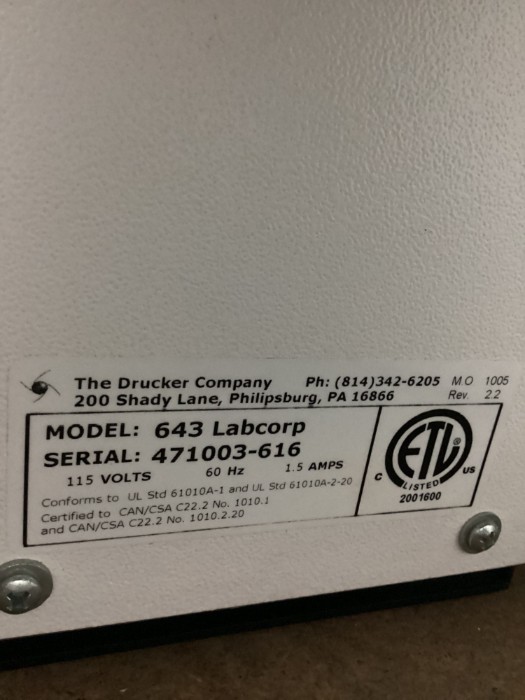 The Drucker Company Ph: (814)342-6205 M.O 1005
200 Shady Lane, Philipsburg, PA 16866 Rev. 2.2
MODEL: 643 Labcorp
SERIAL: 471003-616
115 VOLTS 60 Hz 1.5 AMPS
Conforms to UL Std 61010A-1 and UL Std 61010A-2-20
Certified to CAN/CSA C22.2 No. 1010.1
and CAN/CSA C22.2 No. 1010.2.20
ETL ®
C LISTED US
2001600